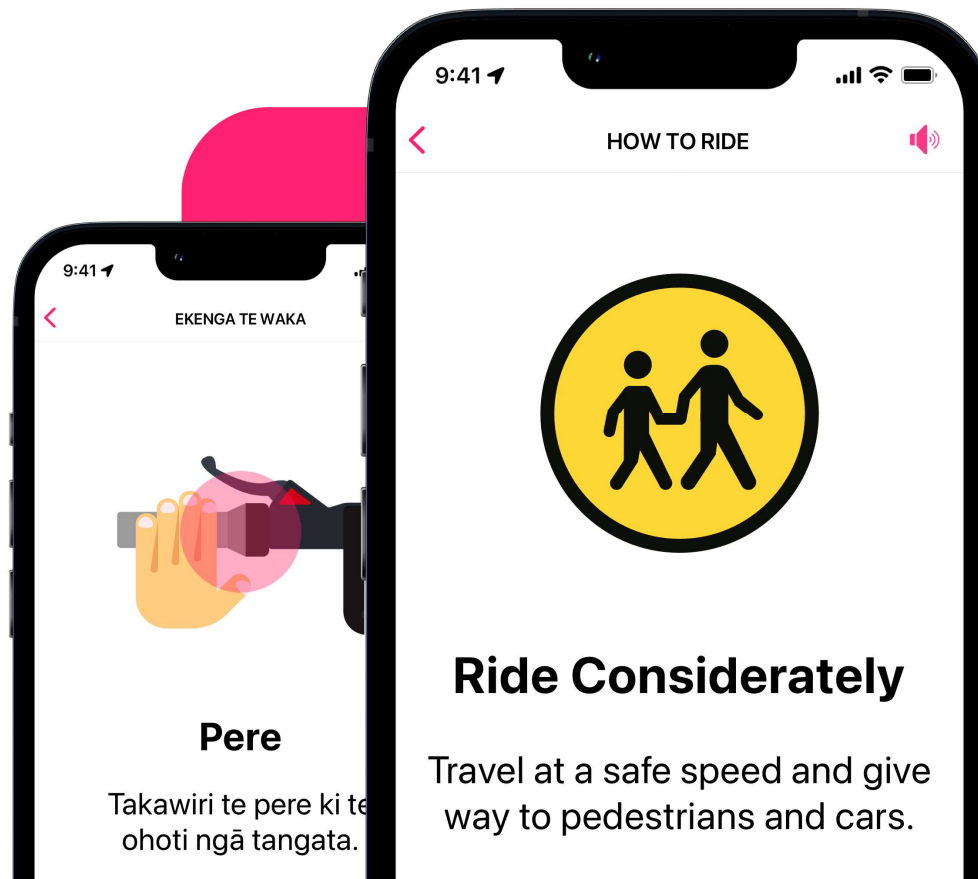 9:41
EKENGA TE WAKA
Pere
Takawiri te pere ki te
ohoti ngā tangata.
9:41
HOW TO RIDE
Ride Considerately
Travel at a safe speed and give
way to pedestrians and cars.